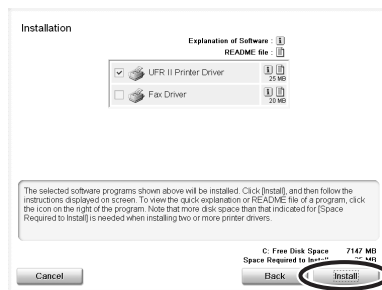 Installation
Explanation of Software :
README file :
UFR II Printer Driver
25 MB
Fax Driver
20 MB
The selected software programs shown above will be installed. Click [Install], and then follow the
instructions displayed on screen. To view the quick explanation or README file of a program, click
the icon on the right of the program. Note that more disk space than that indicated for [Space
Required to Install] is needed when installing two or more printer drivers.
C: Free Disk Space 7147 MB
Space Required to Install 25 MB
Cancel
Back
Install